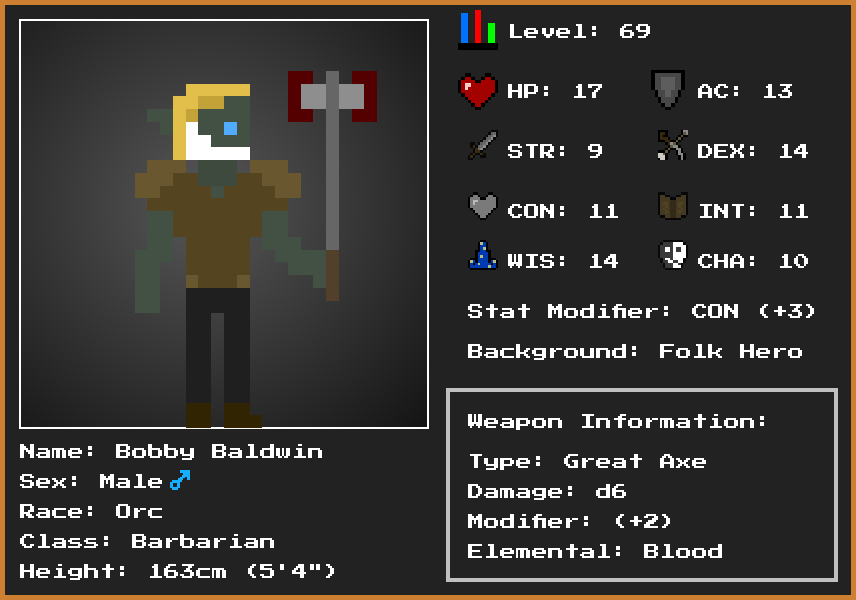 Level: 69
HP: 17 AC: 13
STR: 9 DEX: 14
CON: 11 INT: 11
WIS: 14 CHA: 10
Stat Modifier: CON (+3)
Background: Folk Hero
Weapon Information:
Type: Great Axe
Damage: d6
Modifier: (+2)
Elemental: Blood
Name: Bobby Baldwin
Sex: Male ♂
Race: Orc
Class: Barbarian
Height: 163cm (5'4")